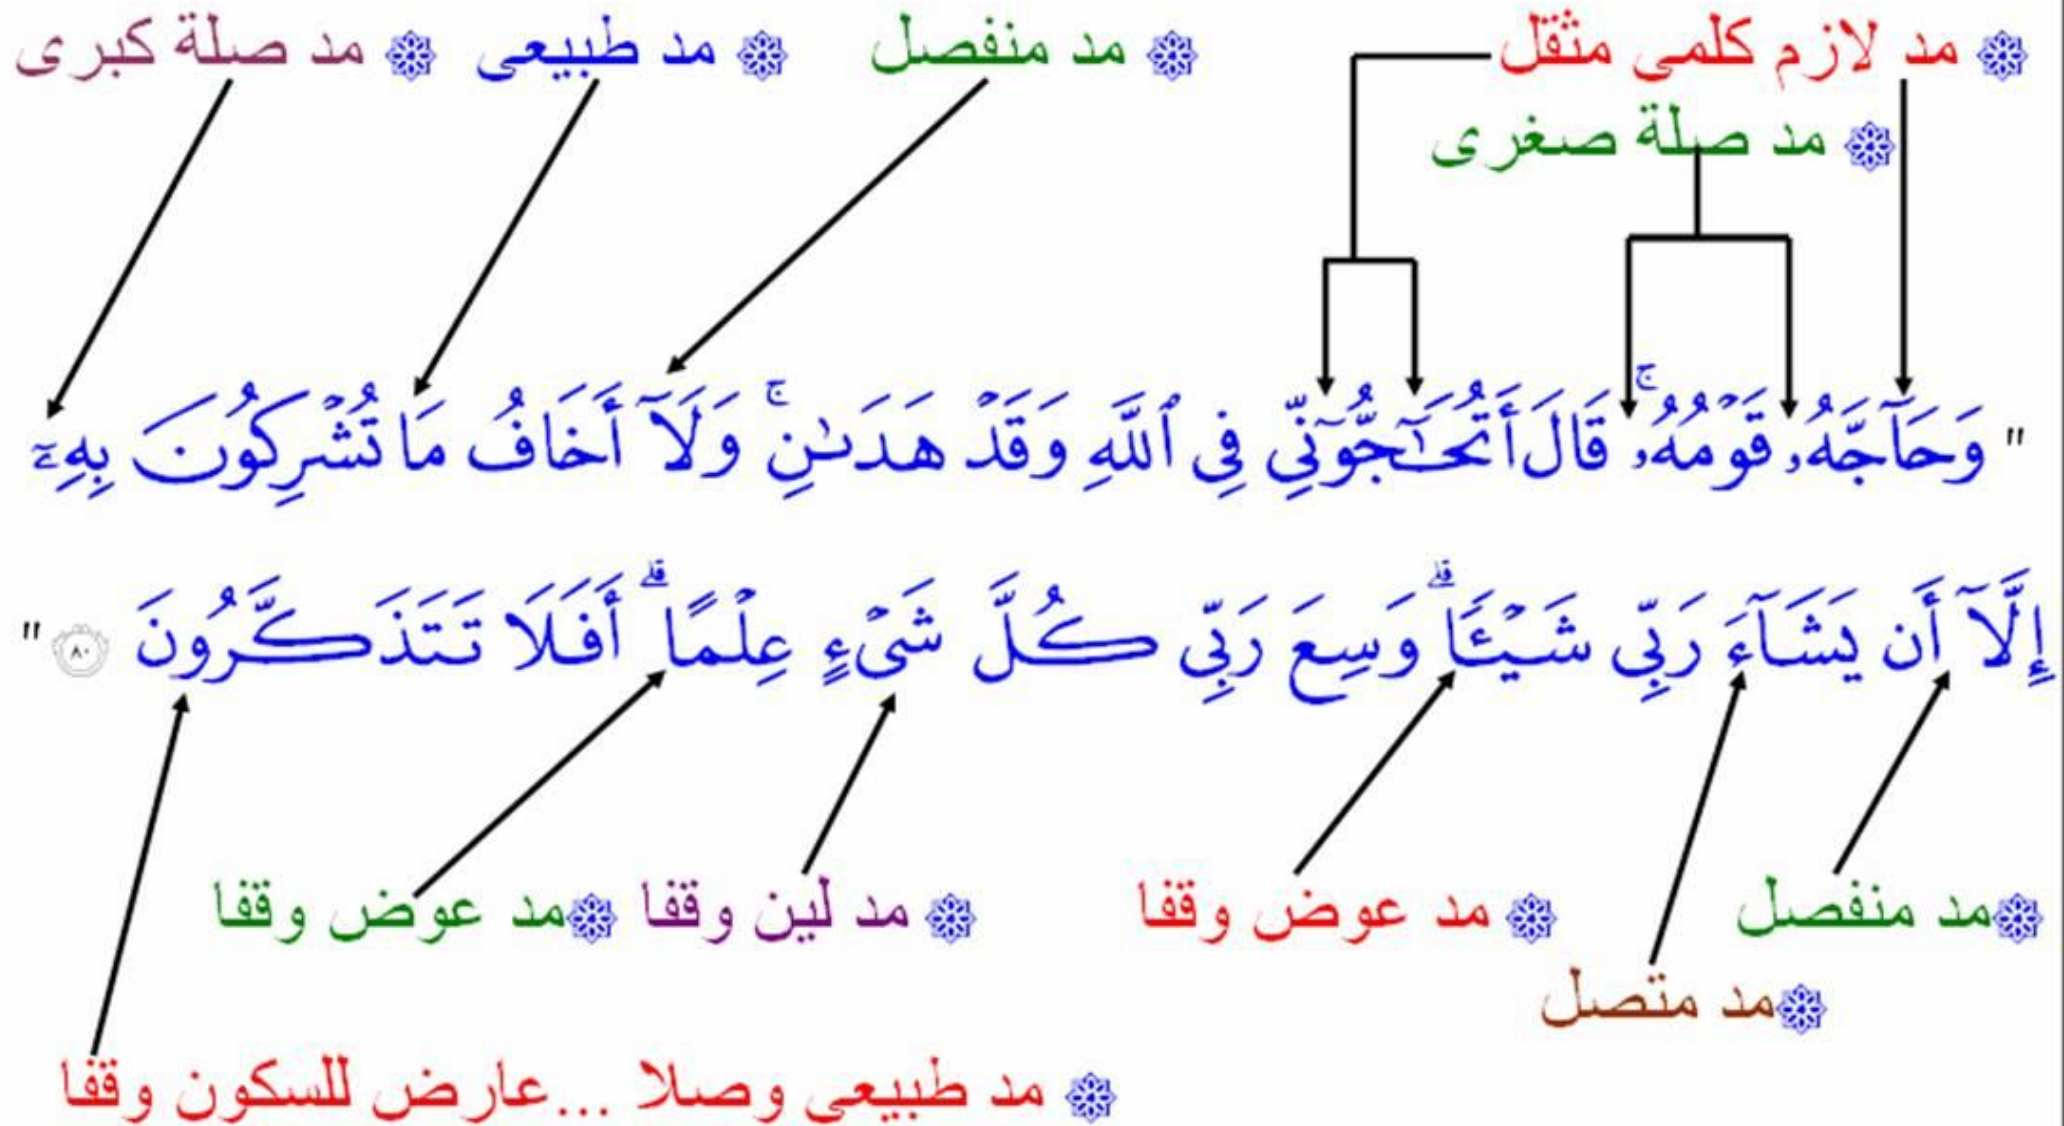 مد لازم كلمى مثقل مد منفصل مد طبيعى مد صلة كبرى
مد صلة صغرى
" وَحَآجَّهُۥ قَوْمُهُۥۚ قَالَ أَتُحَٰٓجُّوٓنِّي فِي ٱللَّهِ وَقَدْ هَدَىٰنِۚ وَلَآ أَخَافُ مَا تُشْرِكُونَ بِهِۦٓ
إِلَّآ أَن يَشَآءَ رَبِّي شَيْـًٔاۗ وَسِعَ رَبِّي كُلَّ شَيْءٍ عِلْمًاۗ أَفَلَا تَتَذَكَّرُونَ ٨٠ "
مد منفصل مد عوض وقفا مد لين وقفا مد عوض وقفا
مد متصل
مد طبيعى وصلا ...عارض للسكون وقفا